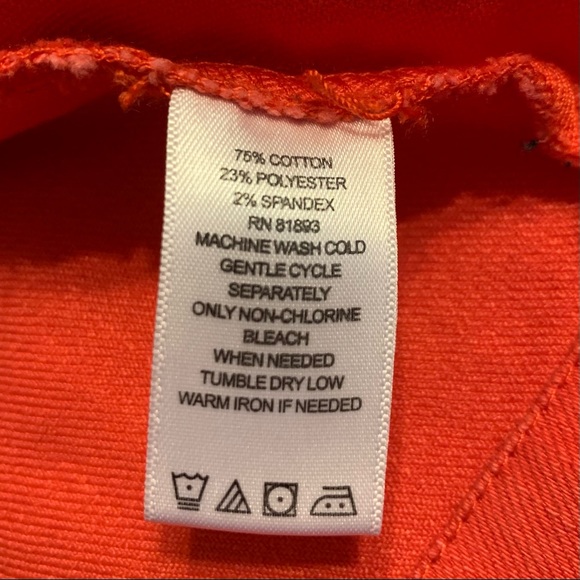 75% COTTON
23% POLYESTER
2% SPANDEX
RN 81893
MACHINE WASH COLD
GENTLE CYCLE
SEPARATELY
ONLY NON-CHLORINE
BLEACH
WHEN NEEDED
TUMBLE DRY LOW
WARM IRON IF NEEDED